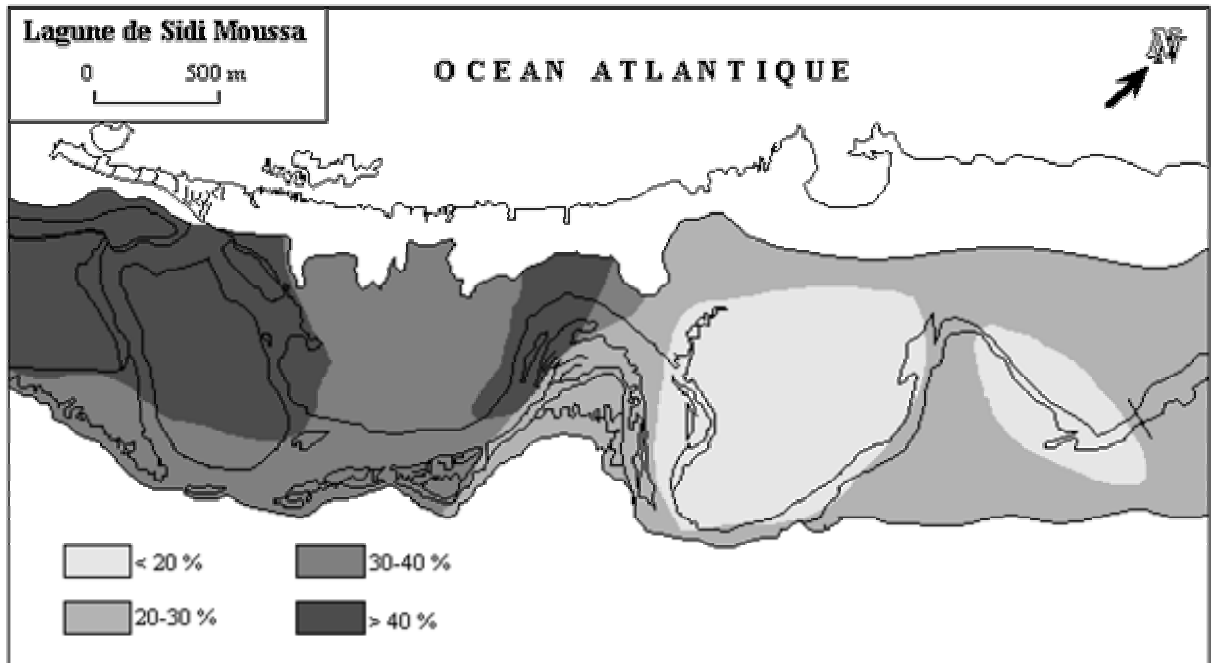 Lagune de Sidi Moussa
0 500 m
OCEAN ATLANTIQUE
N
< 20 %
30-40 %
20-30 %
> 40 %